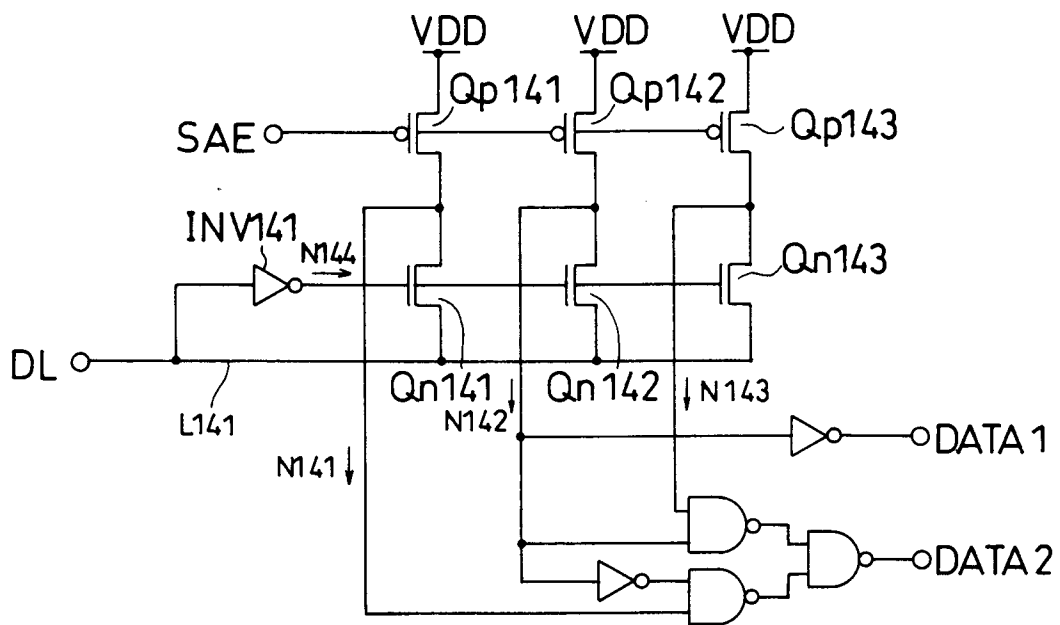 VDD VDD VDD
Qp141 Qp142 Qp143
SAE
INV141
N144
Qn143
DL
Qn141 Qn142
L141
N142
N143
DATA1
N141
DATA2